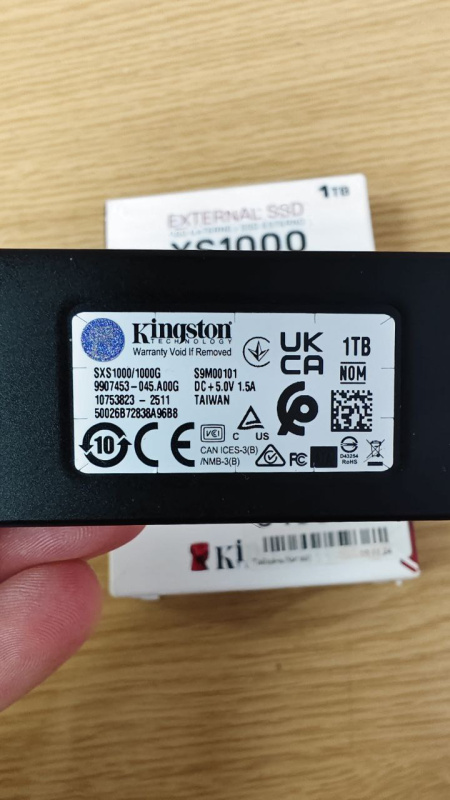 1TB
EXTERNAL SSD
XS1000
Kingston
TECHNOLOGY
Warranty Void If Removed
UK
CA
1TB
NOM
SXS1000/1000G
S9M00101
9907453-045.A00G
DC⎓5.0V 1.5A
10753823 - 2511
TAIWAN
50026B72838A96B8
10
CE
VCI
C
US
CAN ICES-3(B)
/NMB-3(B)
FC
D43254
RoHS
Ki